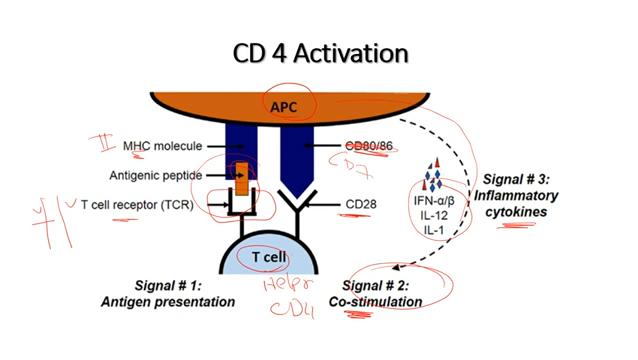 CD 4 Activation
APC
II MHC molecule
CD80/86
CD7
Antigenic peptide
T cell receptor (TCR)
CD28
IFN-α/β
IL-12
IL-1
Signal # 3:
Inflammatory
cytokines
T cell
Helper
CD4
Signal # 1:
Antigen presentation
Signal # 2:
Co-stimulation